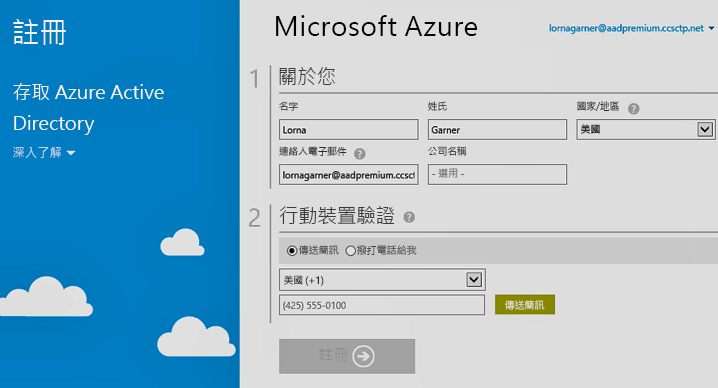 註冊
存取 Azure Active
Directory
深入了解
Microsoft Azure
lornagarner@aadpremium.ccsctp.net
1 關於您
名字 姓氏 國家/地區 ?
Lorna Garner 美國
連絡人電子郵件 ? 公司名稱
lornagarner@aadpremium.ccsct - 選用 -
2 行動裝置驗證 ?
傳送簡訊 撥打電話給我
美國 (+1)
(425) 555-0100 傳送簡訊
註冊